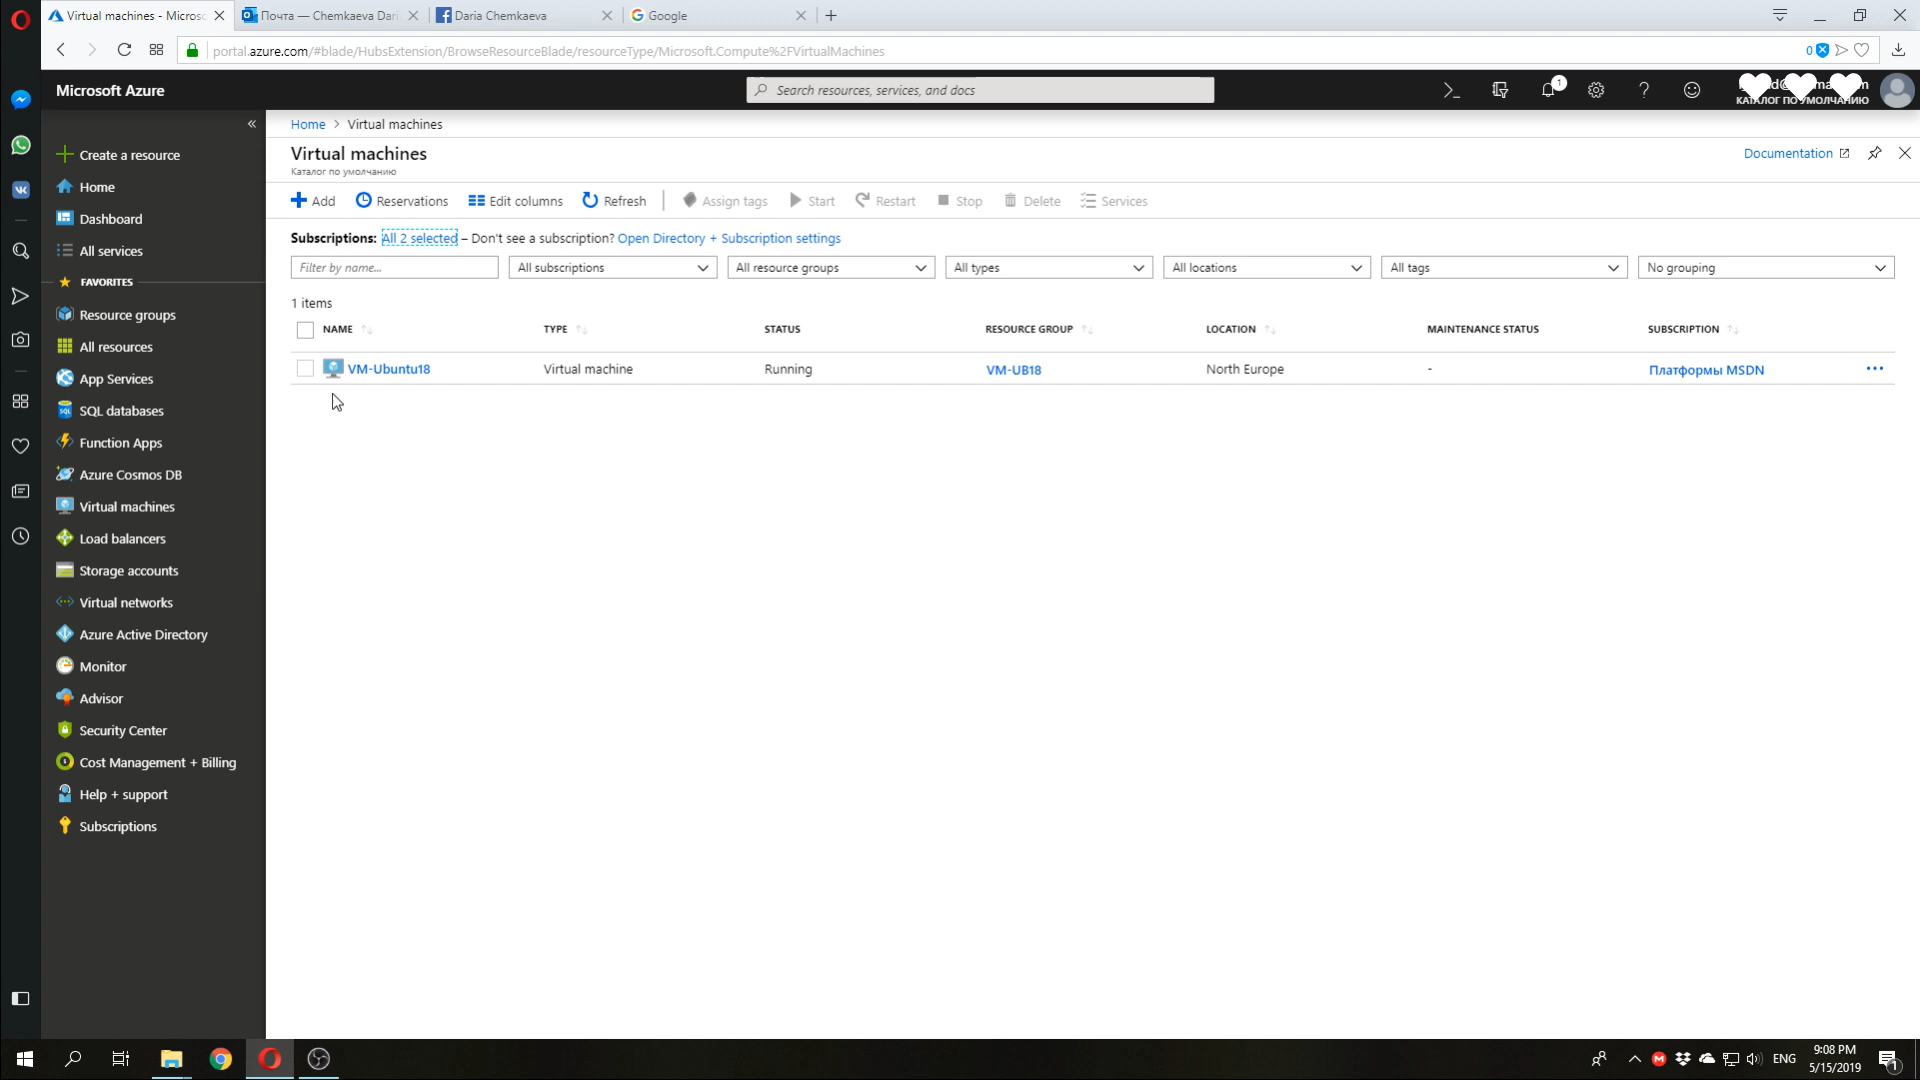 Virtual machines - Microsc
Почта — Chemkaeva Dari
Daria Chemkaeva
Google
portal.azure.com/#blade/HubsExtension/BrowseResourceBlade/resourceType/Microsoft.Compute%2FVirtualMachines
0
Microsoft Azure
Search resources, services, and docs
1
КАТАЛОГ ПО УМОЛЧАНИЮ
Create a resource
Home
Dashboard
All services
FAVORITES
Resource groups
All resources
App Services
SQL databases
Function Apps
Azure Cosmos DB
Virtual machines
Load balancers
Storage accounts
Virtual networks
Azure Active Directory
Monitor
Advisor
Security Center
Cost Management + Billing
Help + support
Subscriptions
Home > Virtual machines
Virtual machines
Каталог по умолчанию
Documentation
Add Reservations Edit columns Refresh Assign tags Start Restart Stop Delete Services
Subscriptions: All 2 selected – Don't see a subscription? Open Directory + Subscription settings
Filter by name... All subscriptions All resource groups All types All locations All tags No grouping
1 items
NAME TYPE STATUS RESOURCE GROUP LOCATION MAINTENANCE STATUS SUBSCRIPTION
VM-Ubuntu18 Virtual machine Running VM-UB18 North Europe - Платформы MSDN ...
ENG
9:08 PM
5/15/2019
1